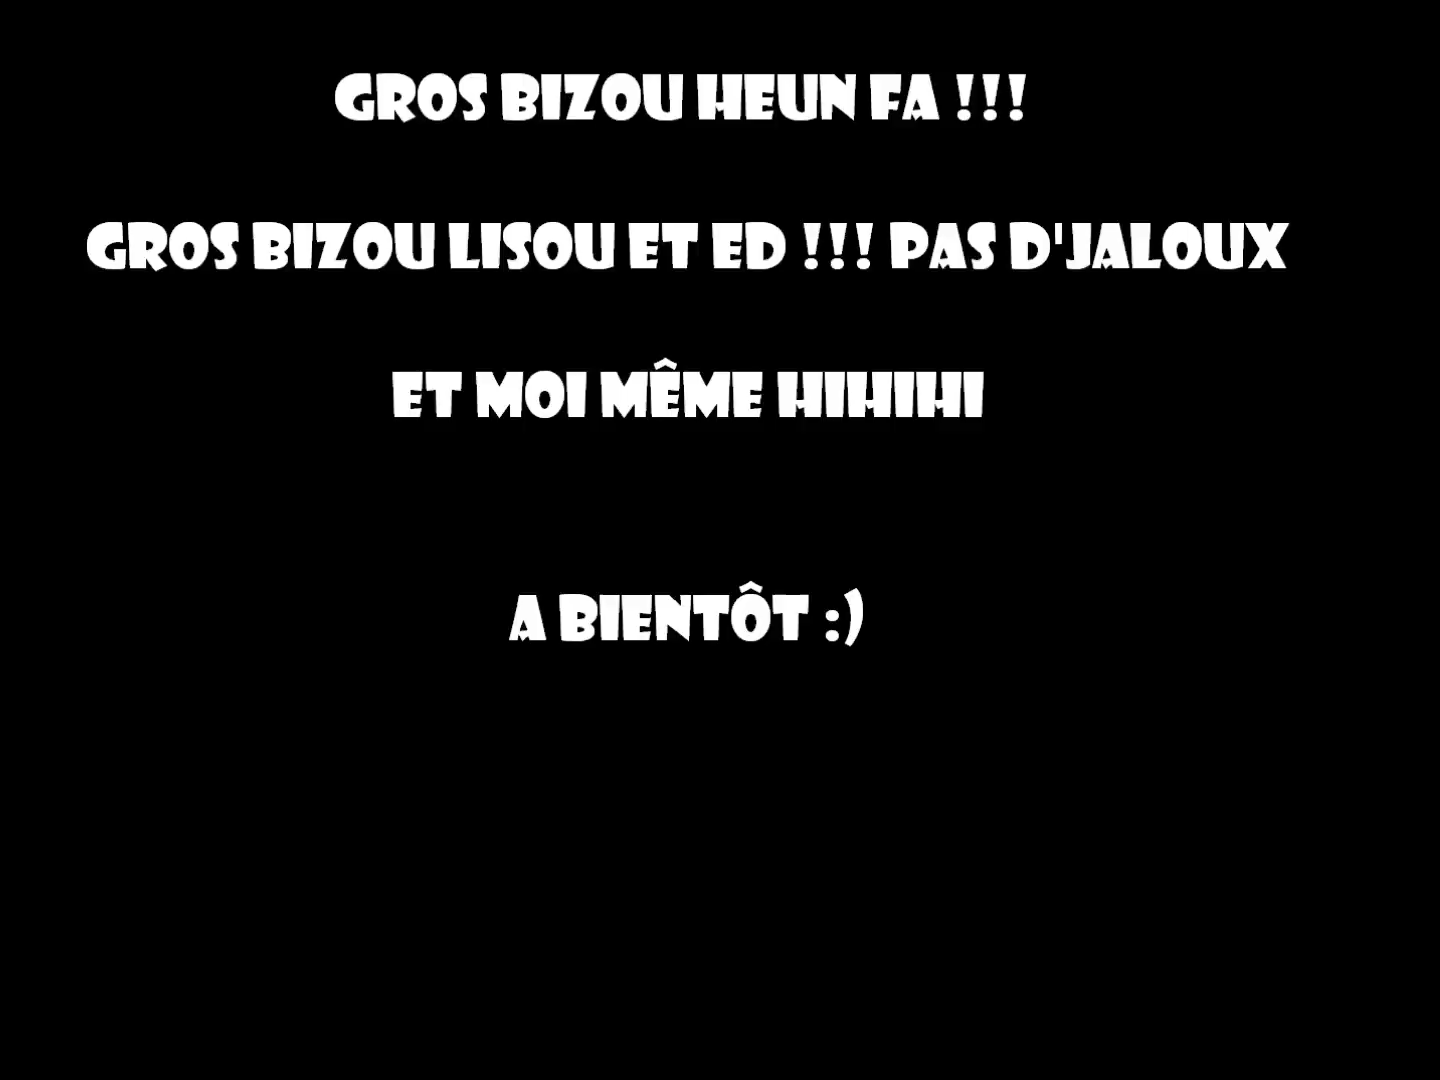 GROS BIZOU HEUN FA !!!
GROS BIZOU LISOU ET ED !!! PAS D'JALOUX
ET MOI MÊME HIHIHI
A BIENTÔT :)